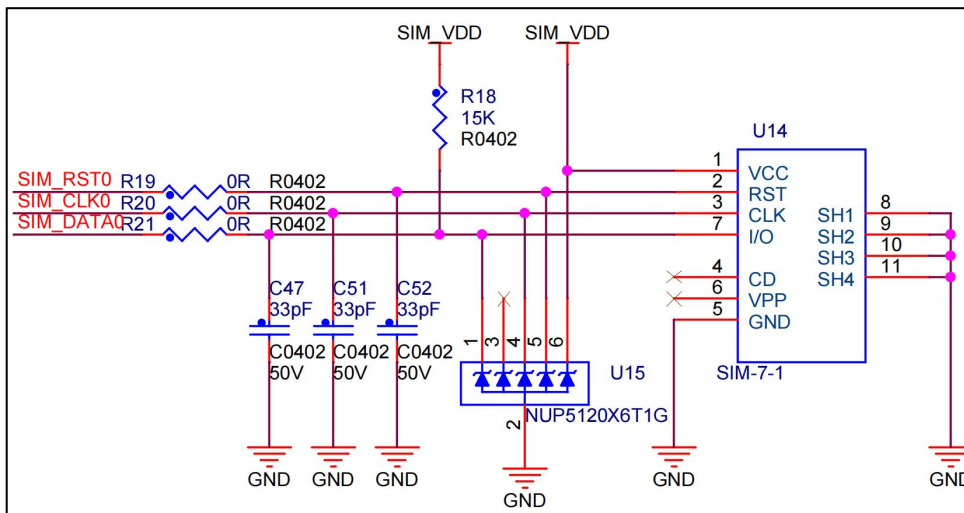 SIM_VDD SIM_VDD
R18
15K
R0402
U14
SIM_RST0 R19 0R R0402
SIM_CLK0 R20 0R R0402
SIM_DATA0 R21 0R R0402
1 VCC
2 RST
3 CLK
7 I/O
4 CD
6 VPP
5 GND
SH1 8
SH2 9
SH3 10
SH4 11
SIM-7-1
C47 C51 C52
33pF 33pF 33pF
C0402 C0402 C0402
50V 50V 50V
1 3 4 5 6
U15
NUP5120X6T1G
2
GND GND GND GND GND GND